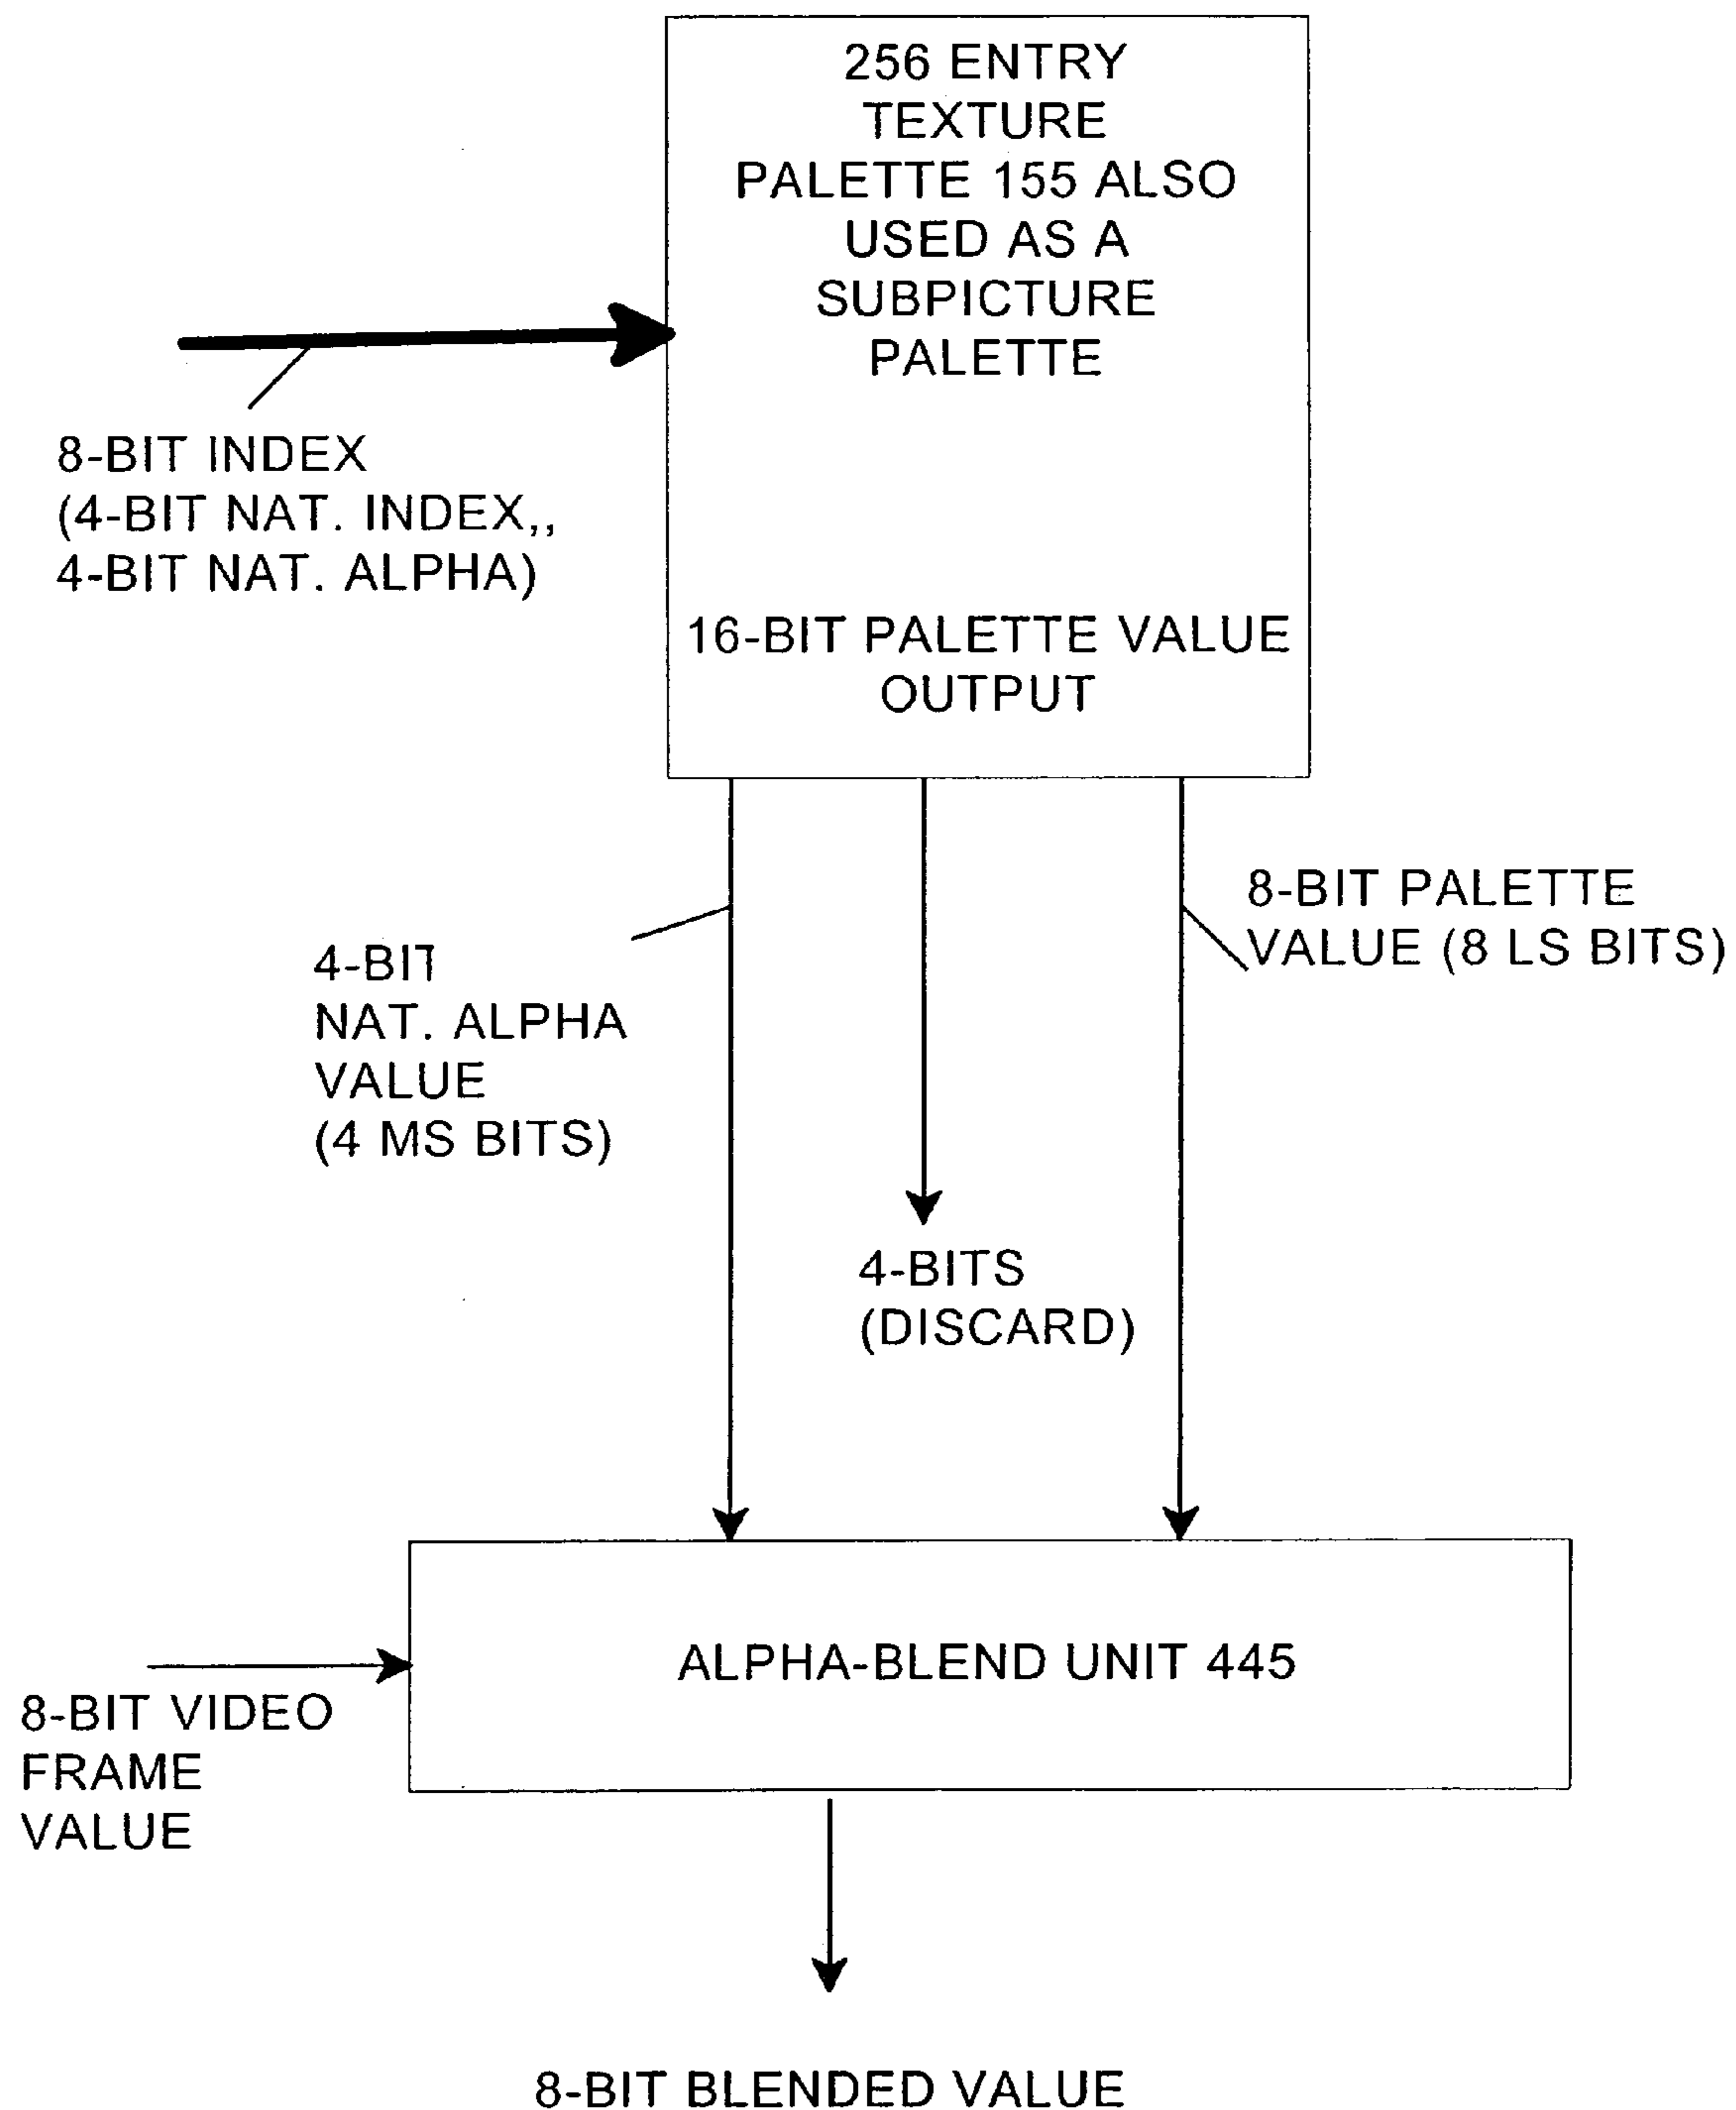 256 ENTRY
TEXTURE
PALETTE 155 ALSO
USED AS A
SUBPICTURE
PALETTE
8-BIT INDEX
(4-BIT NAT. INDEX,,
4-BIT NAT. ALPHA)
16-BIT PALETTE VALUE
OUTPUT
8-BIT PALETTE
VALUE (8 LS BITS)
4-BIT
NAT. ALPHA
VALUE
(4 MS BITS)
4-BITS
(DISCARD)
ALPHA-BLEND UNIT 445
8-BIT VIDEO
FRAME
VALUE
8-BIT BLENDED VALUE